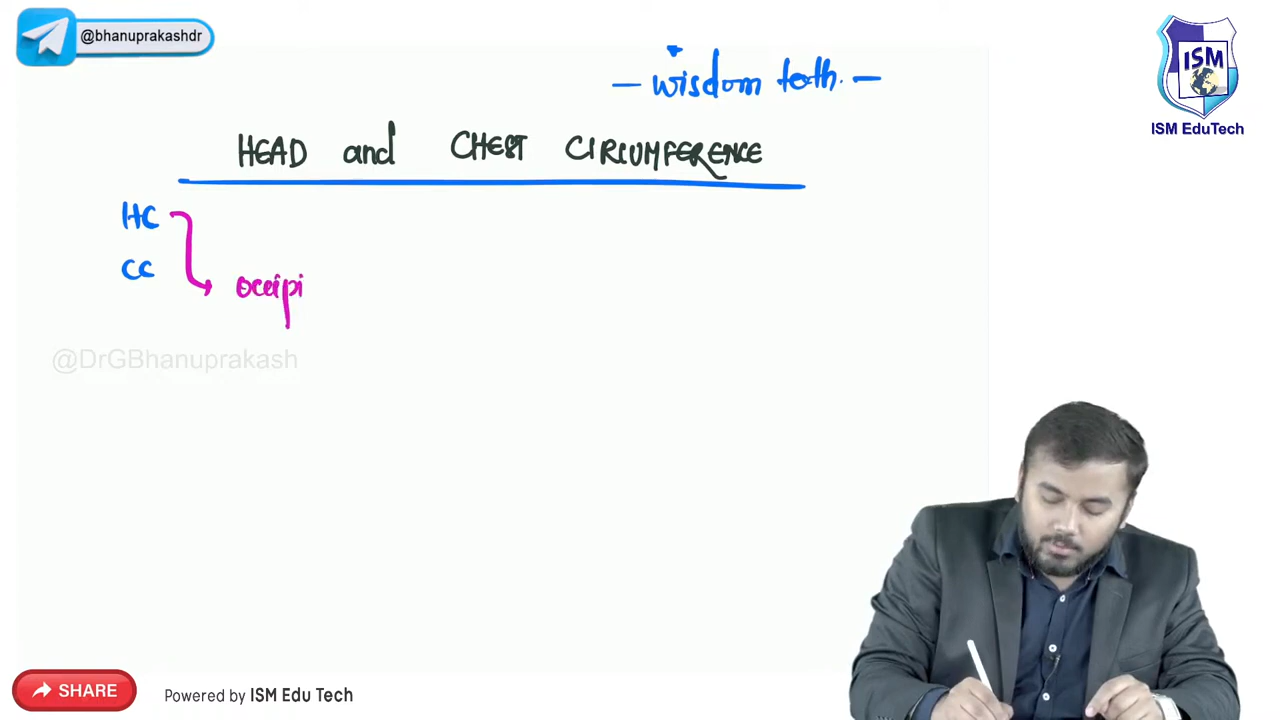 @bhanuprakashdr
ISM
ISM EduTech
— wisdom teeth. —
HEAD and CHEST CIRCUMFERENCE
HC
CC
occipi
@DrGBhanuprakash
SHARE
Powered by ISM Edu Tech